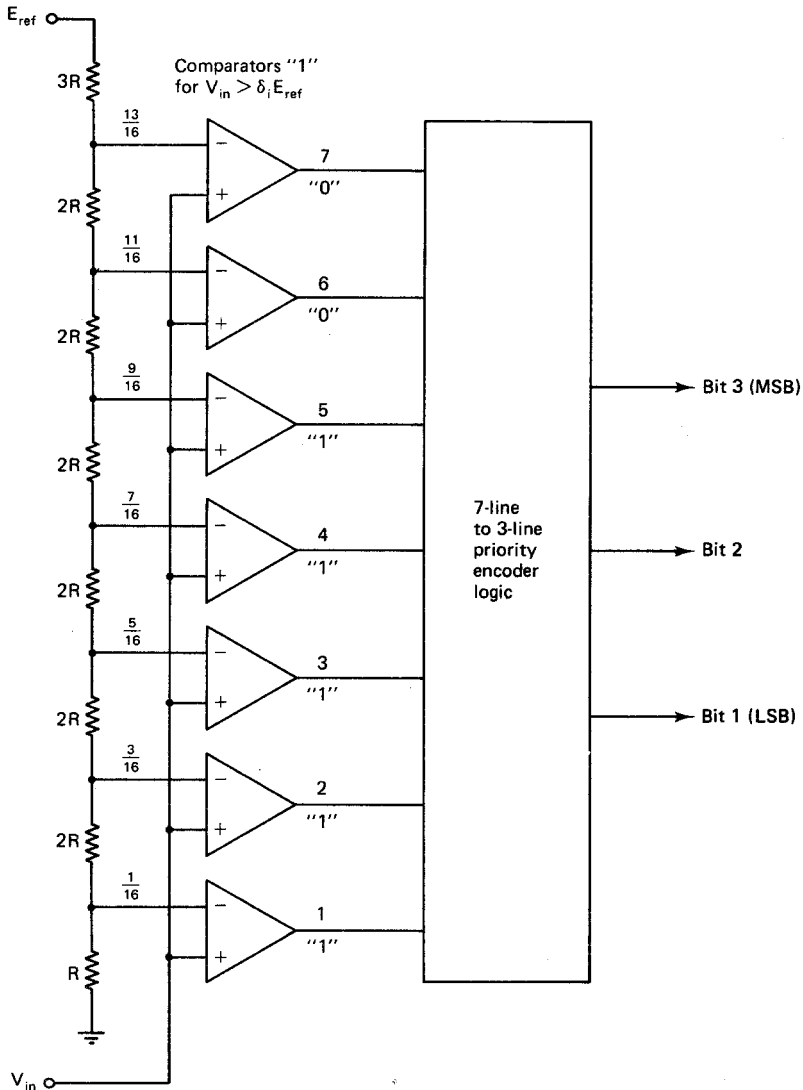 E_ref
Comparators "1"
for V_in > δ_i E_ref
3R
13/16
−
+
7
"0"
2R
11/16
−
+
6
"0"
2R
9/16
−
+
5
"1"
Bit 3 (MSB)
2R
7/16
−
+
4
"1"
7-line
to 3-line
priority
encoder
logic
Bit 2
2R
5/16
−
+
3
"1"
Bit 1 (LSB)
2R
3/16
−
+
2
"1"
2R
1/16
−
+
1
"1"
R
V_in